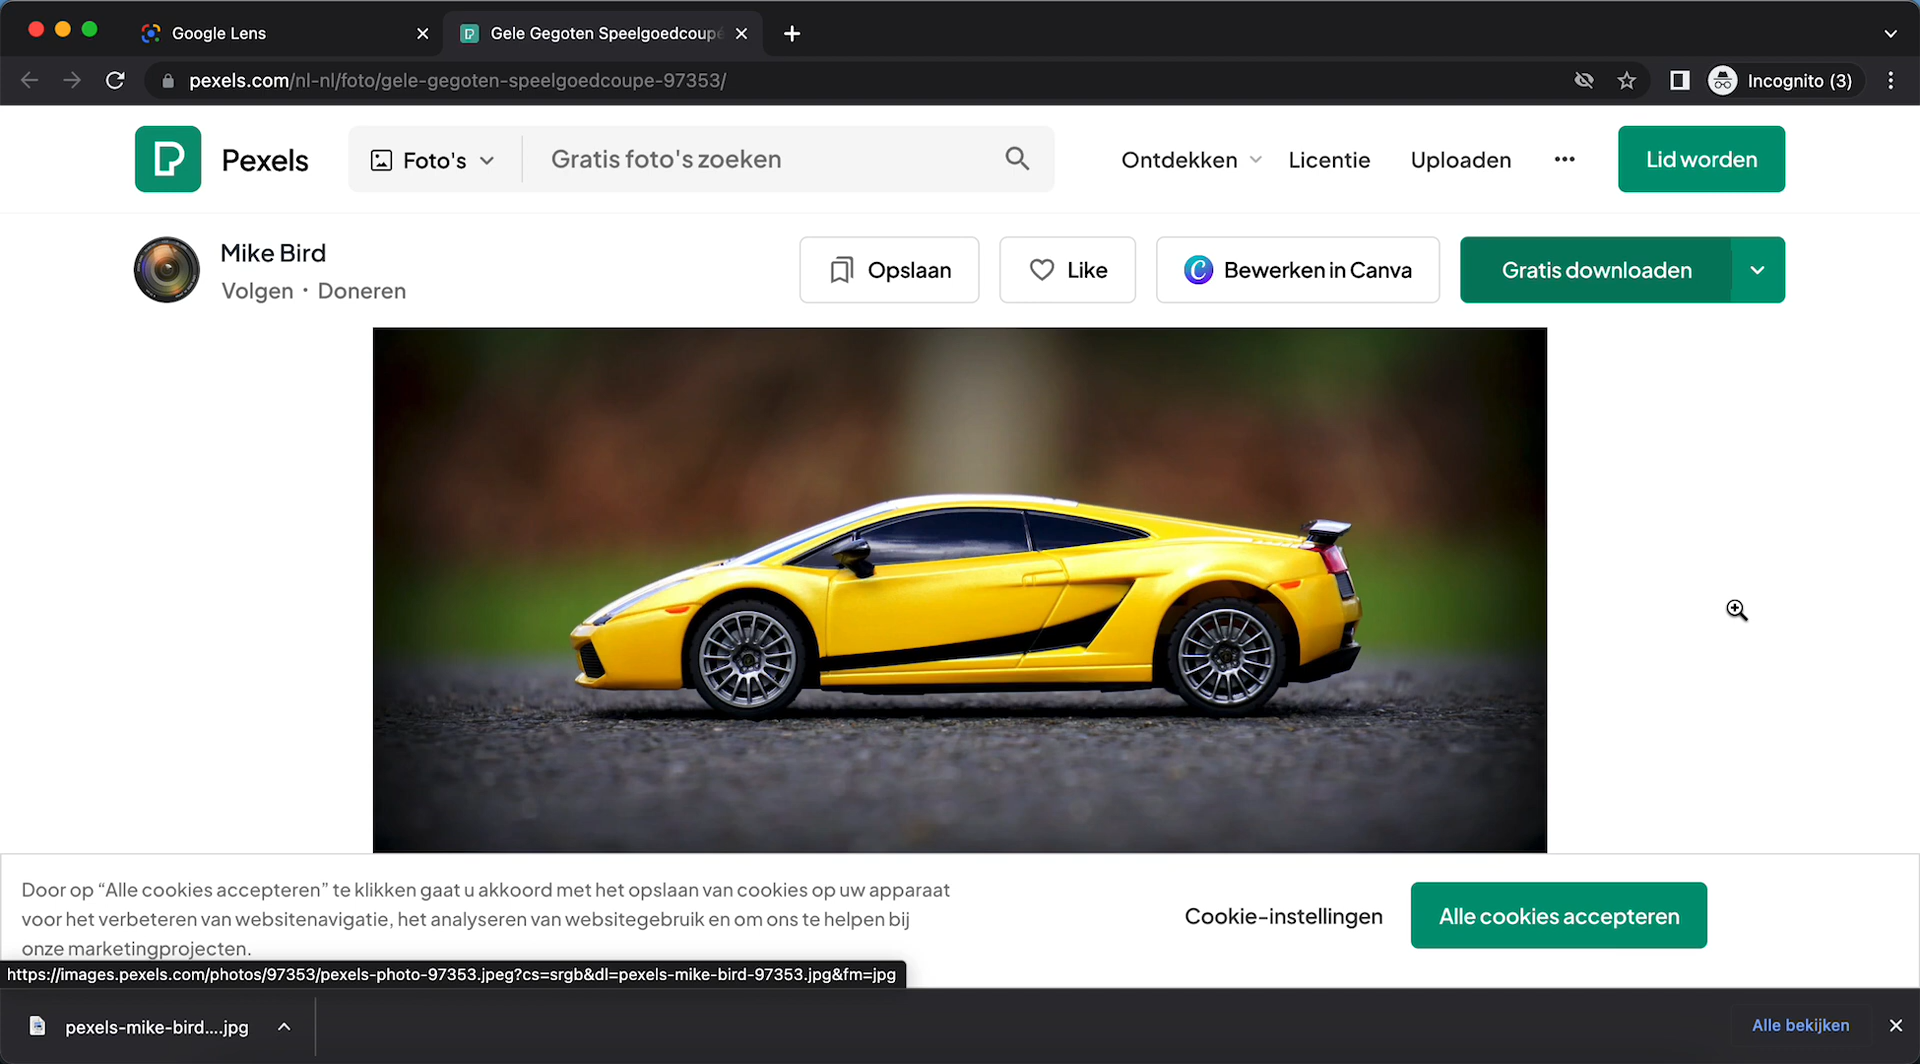 Google Lens
Gele Gegoten Speelgoedcoupé
pexels.com/nl-nl/foto/gele-gegoten-speelgoedcoupe-97353/
Incognito (3)
Pexels
Foto's
Gratis foto's zoeken
Ontdekken
Licentie
Uploaden
Lid worden
Mike Bird
Volgen • Doneren
Opslaan
Like
Bewerken in Canva
Gratis downloaden
Door op “Alle cookies accepteren” te klikken gaat u akkoord met het opslaan van cookies op uw apparaat
voor het verbeteren van websitenavigatie, het analyseren van websitegebruik en om ons te helpen bij
onze marketingprojecten.
Cookie-instellingen
Alle cookies accepteren
https://images.pexels.com/photos/97353/pexels-photo-97353.jpeg?cs=srgb&dl=pexels-mike-bird-97353.jpg&fm=jpg
pexels-mike-bird....jpg
Alle bekijken